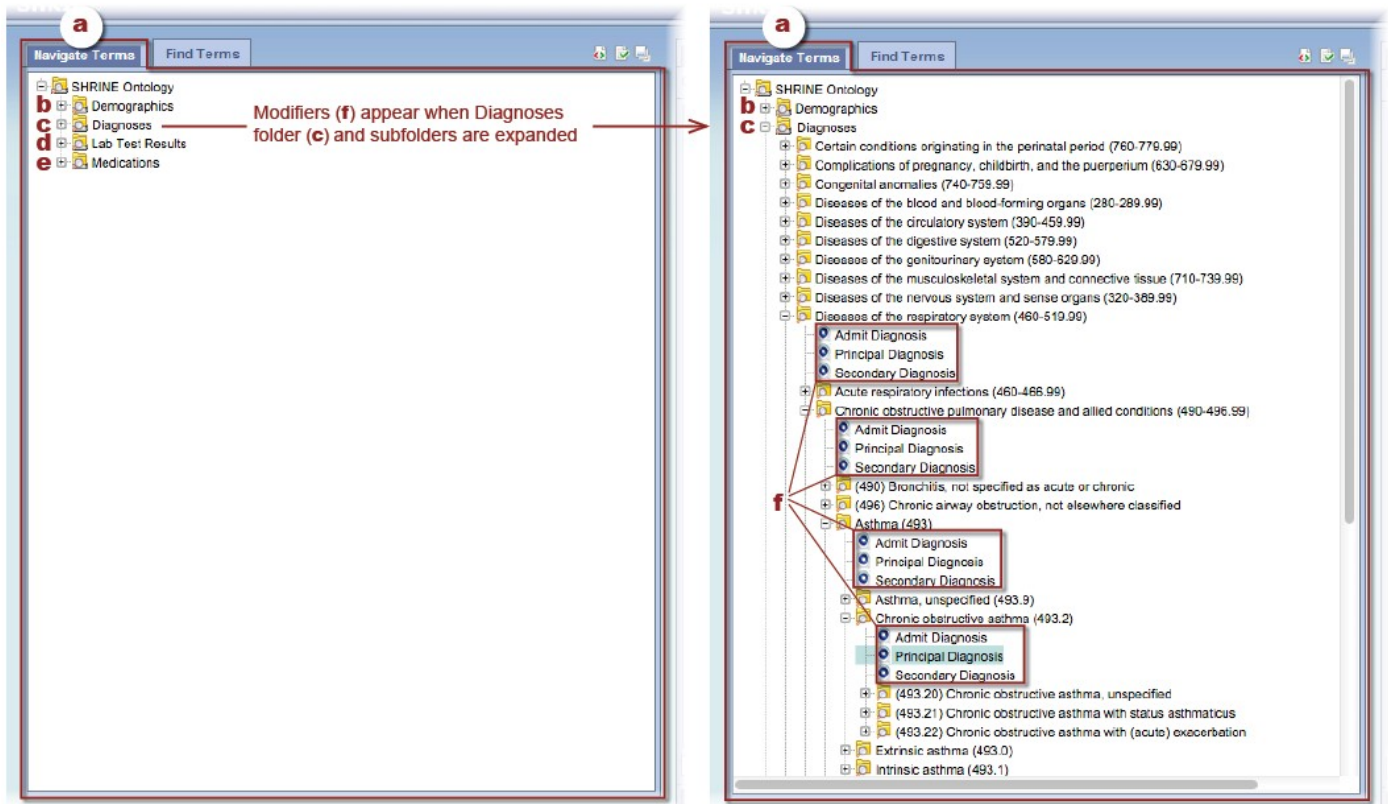 a
Navigate Terms
Find Terms
SHRINE Ontology
b Demographics
c Diagnoses
d Lab Test Results
e Medications
Modifiers (f) appear when Diagnoses
folder (c) and subfolders are expanded
a
Navigate Terms
Find Terms
SHRINE Ontology
b Demographics
c Diagnoses
Certain conditions originating in the perinatal period (760-779.99)
Complications of pregnancy, childbirth, and the puerperium (630-679.99)
Congenital anomalies (740-759.99)
Diseases of the blood and blood-forming organs (280-289.99)
Diseases of the circulatory system (390-459.99)
Diseases of the digestive system (520-579.99)
Diseases of the genitourinary system (580-629.99)
Diseases of the musculoskeletal system and connective tissue (710-739.99)
Diseases of the nervous system and sense organs (320-389.99)
Diseases of the respiratory system (460-519.99)
Admit Diagnosis
Principal Diagnosis
Secondary Diagnosis
Acute respiratory infections (460-466.99)
Chronic obstructive pulmonary disease and allied conditions (490-496.99)
Admit Diagnosis
Principal Diagnosis
Secondary Diagnosis
(490) Bronchitis, not specified as acute or chronic
f (496) Chronic airway obstruction, not elsewhere classified
Asthma (493)
Admit Diagnosis
Principal Diagnosis
Secondary Diagnosis
Asthma, unspecified (493.9)
Chronic obstructive asthma (493.2)
Admit Diagnosis
Principal Diagnosis
Secondary Diagnosis
(493.20) Chronic obstructive asthma, unspecified
(493.21) Chronic obstructive asthma with status asthmaticus
(493.22) Chronic obstructive asthma with (acute) exacerbation
Extrinsic asthma (493.0)
Intrinsic asthma (493.1)